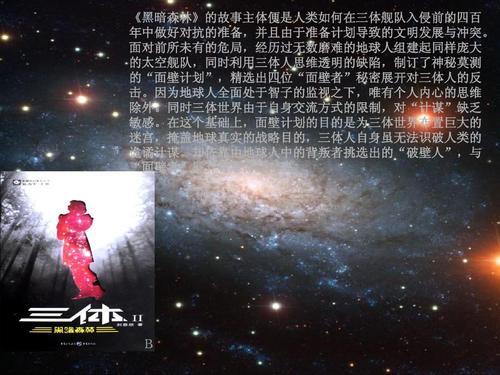 《黑暗森林》的故事主体便是人类如何在三体舰队入侵前的四百
年中做好对抗的准备，并且由于准备计划导致的文明发展与冲突。
面对前所未有的危局，经历过无数磨难的地球人组建起同样庞大
的太空舰队，同时利用三体人思维透明的缺陷，制订了神秘莫测
的“面壁计划”，精选出四位“面壁者”秘密展开对三体人的反
击。因为地球人全面处于智子的监视之下，唯有个人内心的思维
除外，同时三体世界由于自身交流方式的限制，对“计谋”缺乏
敏感。在这个基础上，面壁计划的目的是为三体世界布置巨大的
迷宫，掩盖地球真实的战略目的，三体人自身虽无法识破人类的
诡谲计谋，却依靠由地球人中的背叛者挑选出的“破壁人”，与
三体 II
黑暗森林
刘慈欣 著
B